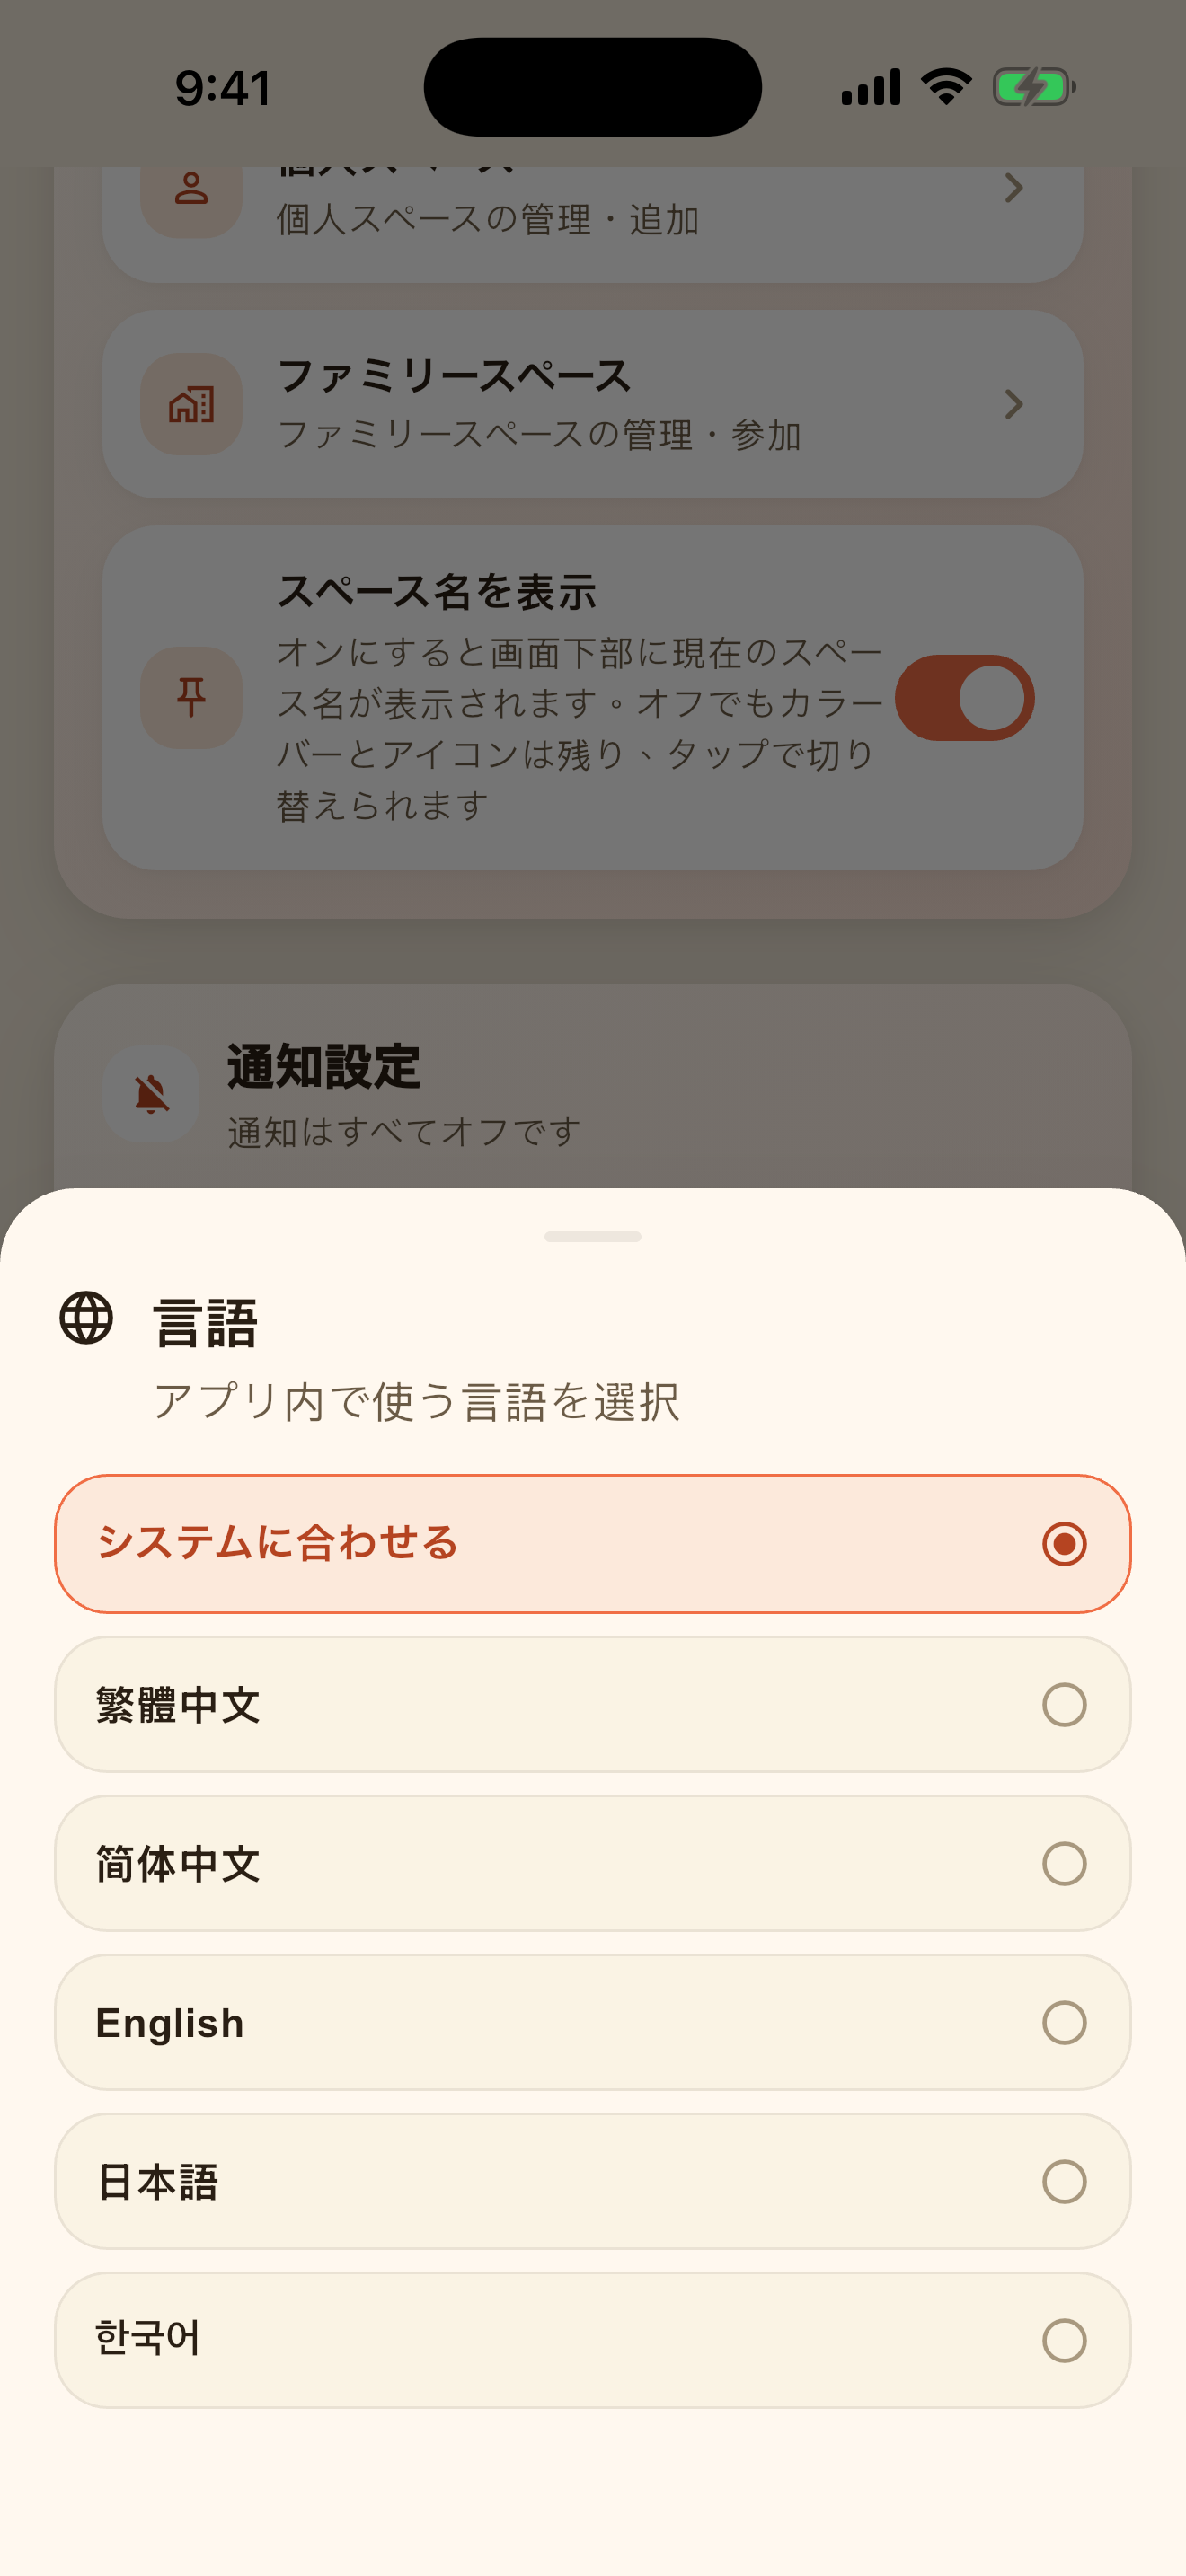 9:41
個人スペース
個人スペースの管理・追加
ファミリースペース
ファミリースペースの管理・参加
スペース名を表示
オンにすると画面下部に現在のスペー
ス名が表示されます。オフでもカラー
バーとアイコンは残り、タップで切り
替えられます
通知設定
通知はすべてオフです
言語
アプリ内で使う言語を選択
システムに合わせる
繁體中文
简体中文
English
日本語
한국어